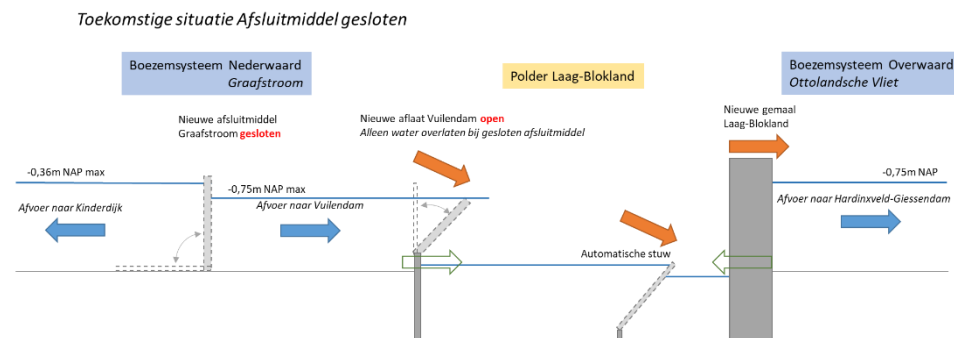 Toekomstige situatie Afsluitmiddel gesloten
Boezemsysteem Nederwaard
Graafstroom
Polder Laag-Blokland
Boezemsysteem Overwaard
Ottolandsche Vliet
Nieuwe afsluitmiddel
Graafstroom gesloten
Nieuwe aflaat Vuilendam open
Alleen water overlaten bij gesloten afsluitmiddel
Nieuwe gemaal
Laag-Blokland
-0,36m NAP max
-0,75m NAP max
-0,75m NAP
Afvoer naar Kinderdijk
Afvoer naar Vuilendam
Afvoer naar Hardinxveld-Giessendam
Automatische stuw